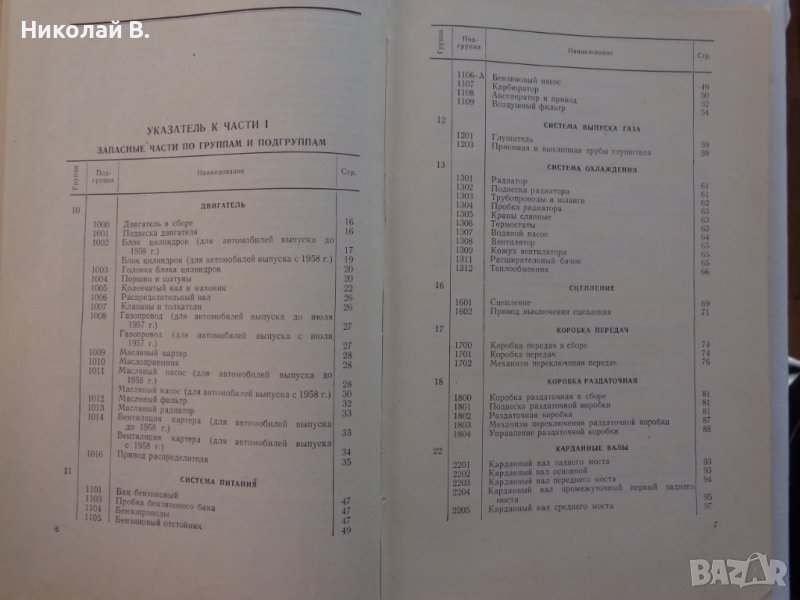 Николай В.
УКАЗАТЕЛЬ К ЧАСТИ I
ЗАПАСНЫЕ ЧАСТИ ПО ГРУППАМ И ПОДГРУППАМ
Группа
Под-
группа
Наименование
Стр.
10
ДВИГАТЕЛЬ
1000 Двигатель в сборе 16
1001 Подвеска двигателя 16
1002 Блок цилиндров (для автомобилей выпуска до
1958 г.) 17
Блок цилиндров (для автомобилей выпуска с 1958 г.) 19
1003 Головка блока цилиндров 20
1004 Поршни и шатуны 20
1005 Коленчатый вал и маховик 22
1006 Распределительный вал 26
1007 Клапаны и толкатели 26
1008 Газопровод (для автомобилей выпуска до июля
1957 г.) 27
Газопровод (для автомобилей выпуска с июля
1957 г.) 27
1009 Масляный картер 28
1010 Маслоприемник 28
1011 Масляный насос (для автомобилей выпуска до
1958 г.) 28
Масляный насос (для автомобилей выпуска с 1958 г.) 30
1012 Масляный фильтр 32
1013 Масляный радиатор 33
1014 Вентиляция картера (для автомобилей выпуска
до 1958 г.) 33
Вентиляция картера (для автомобилей выпуска
с 1958 г.) 34
1016 Привод распределителя 35
11
СИСТЕМА ПИТАНИЯ
1101 Бак бензиновый
1103 Пробка бензинового бака 47
1104 Бензопроводы 47
1105 Бензиновый отстойник 49
6
Группа
Под-
группа
Наименование
Стр.
1106-А Бензиновый насос 49
1107 Карбюратор 50
1108 Акселератор и привод 52
1109 Воздушный фильтр 54
12
СИСТЕМА ВЫПУСКА ГАЗА
1201 Глушитель 59
1203 Приемная и выхлопная трубы глушителя 59
13
СИСТЕМА ОХЛАЖДЕНИЯ
1301 Радиатор 61
1302 Подвеска радиатора 61
1303 Трубопроводы и шланги 62
1304 Пробка радиатора 63
1305 Краны сливные 63
1306 Термостаты 63
1307 Водяной насос 64
1308 Вентилятор 65
1309 Кожух вентилятора 65
1311 Расширительный бачок 65
1312 Теплообменник 66
16
СЦЕПЛЕНИЕ
1601 Сцепление 69
1602 Привод выключения сцепления 71
17
КОРОБКА ПЕРЕДАЧ
1700 Коробка передач в сборе 74
1701 Коробка передач 74
1702 Механизм переключения передач 76
18
КОРОБКА РАЗДАТОЧНАЯ
1800 Коробка раздаточная в сборе 81
1801 Подвеска раздаточной коробки 81
1802 Раздаточная коробка 81
1803 Механизм переключения раздаточной коробки 87
1804 Управление раздаточной коробки 88
22
КАРДАННЫЕ ВАЛЫ
2201 Карданный вал заднего моста 93
2202 Карданный вал основной 93
2203 Карданный вал переднего моста 94
2204 Карданный вал промежуточный первый заднего
моста 95
2205 Карданный вал среднего моста 97
7
BAZAR